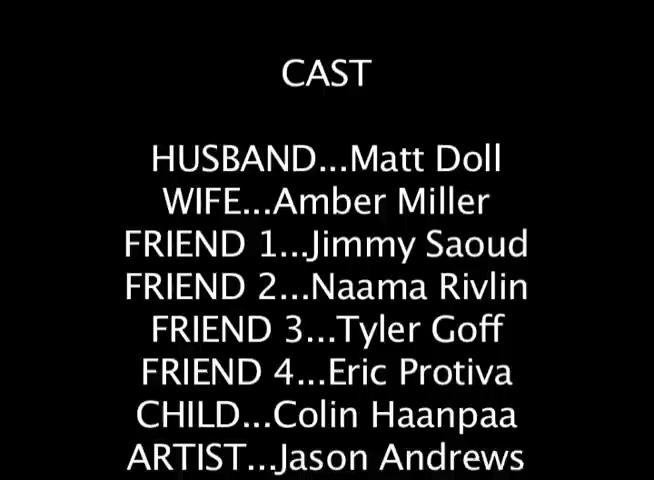 CAST
HUSBAND...Matt Doll
WIFE...Amber Miller
FRIEND 1...Jimmy Saoud
FRIEND 2...Naama Rivlin
FRIEND 3...Tyler Goff
FRIEND 4...Eric Protiva
CHILD...Colin Haanpaa
ARTIST...Jason Andrews